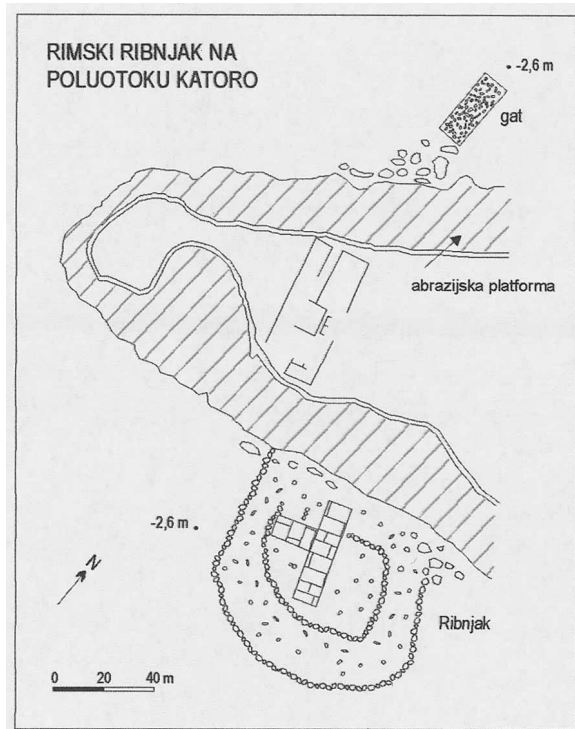 RIMSKI RIBNJAK NA
POLUOTOKU KATORO
-2,6 m
gat
abrazijska platforma
-2,6 m
N
Ribnjak
0 20 40 m